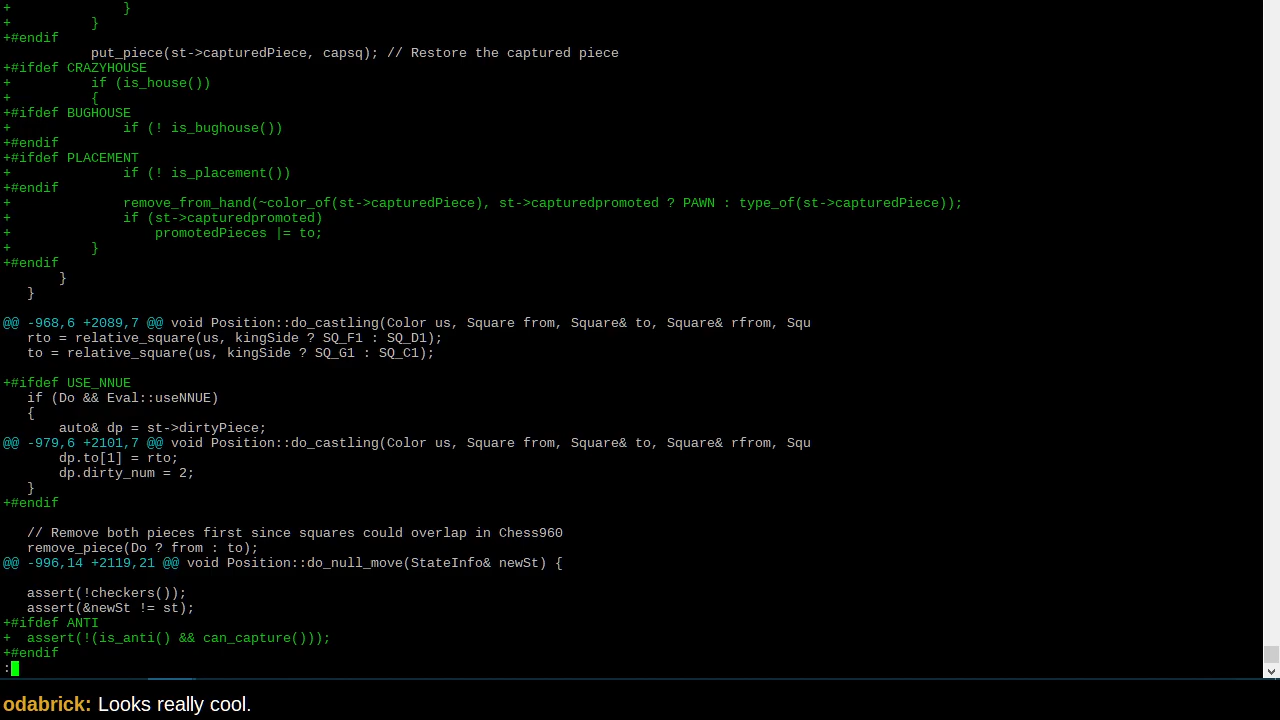 +              }
+          }
+#endif
           put_piece(st->capturedPiece, capsq); // Restore the captured piece
+#ifdef CRAZYHOUSE
+          if (is_house())
+          {
+#ifdef BUGHOUSE
+              if (! is_bughouse())
+#endif
+#ifdef PLACEMENT
+              if (! is_placement())
+#endif
+              remove_from_hand(~color_of(st->capturedPiece), st->capturedpromoted ? PAWN : type_of(st->capturedPiece));
+              if (st->capturedpromoted)
+                  promotedPieces |= to;
+          }
+#endif
       }
   }
@@ -968,6 +2089,7 @@ void Position::do_castling(Color us, Square from, Square& to, Square& rfrom, Squ
   rto = relative_square(us, kingSide ? SQ_F1 : SQ_D1);
   to = relative_square(us, kingSide ? SQ_G1 : SQ_C1);
+#ifdef USE_NNUE
   if (Do && Eval::useNNUE)
   {
       auto& dp = st->dirtyPiece;
@@ -979,6 +2101,7 @@ void Position::do_castling(Color us, Square from, Square& to, Square& rfrom, Squ
       dp.to[1] = rto;
       dp.dirty_num = 2;
   }
+#endif
   // Remove both pieces first since squares could overlap in Chess960
   remove_piece(Do ? from : to);
@@ -996,14 +2119,21 @@ void Position::do_null_move(StateInfo& newSt) {
   assert(!checkers());
   assert(&newSt != st);
+#ifdef ANTI
+  assert(!(is_anti() && can_capture()));
+#endif
:
odabrick: Looks really cool.